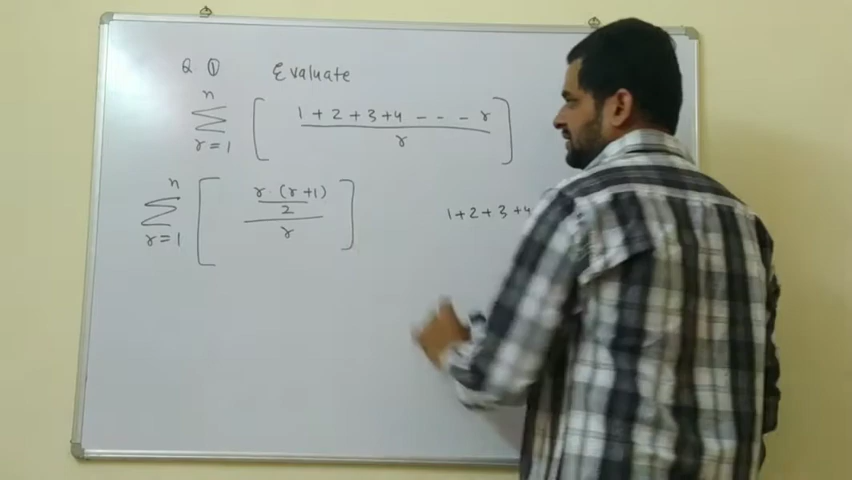 Q. ① Evaluate
n
Σ [ 1 + 2 + 3 + 4 - - - - r / r ]
r = 1
n
Σ [ r . (r + 1) / 2 / r ]
r = 1
1 + 2 + 3 + 4